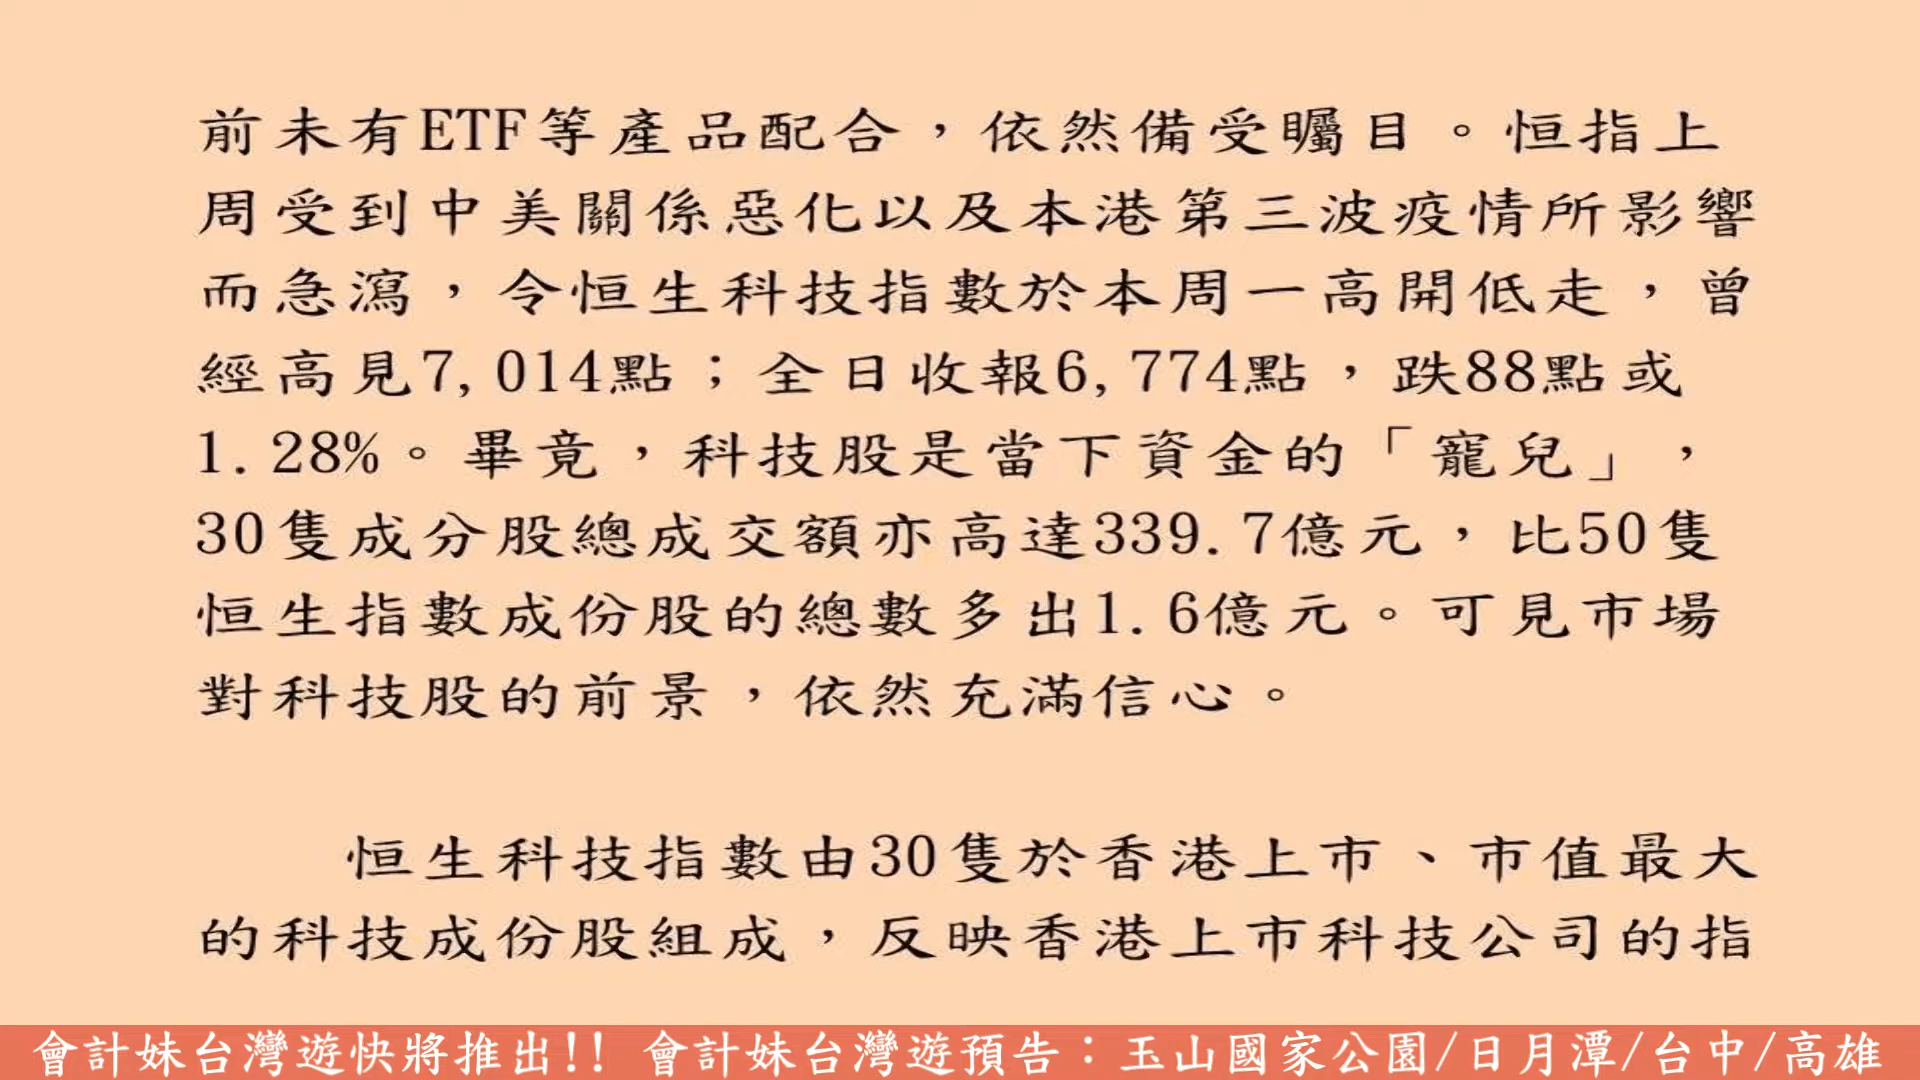 前未有ETF等產品配合，依然備受矚目。恒指上
周受到中美關係惡化以及本港第三波疫情所影響
而急瀉，令恒生科技指數於本周一高開低走，曾
經高見7,014點；全日收報6,774點，跌88點或
1.28%。畢竟，科技股是當下資金的「寵兒」，
30隻成分股總成交額亦高達339.7億元，比50隻
恒生指數成份股的總數多出1.6億元。可見市場
對科技股的前景，依然充滿信心。
恒生科技指數由30隻於香港上市、市值最大
的科技成份股組成，反映香港上市科技公司的指
會計妹台灣遊快將推出!! 會計妹台灣遊預告：玉山國家公園/日月潭/台中/高雄